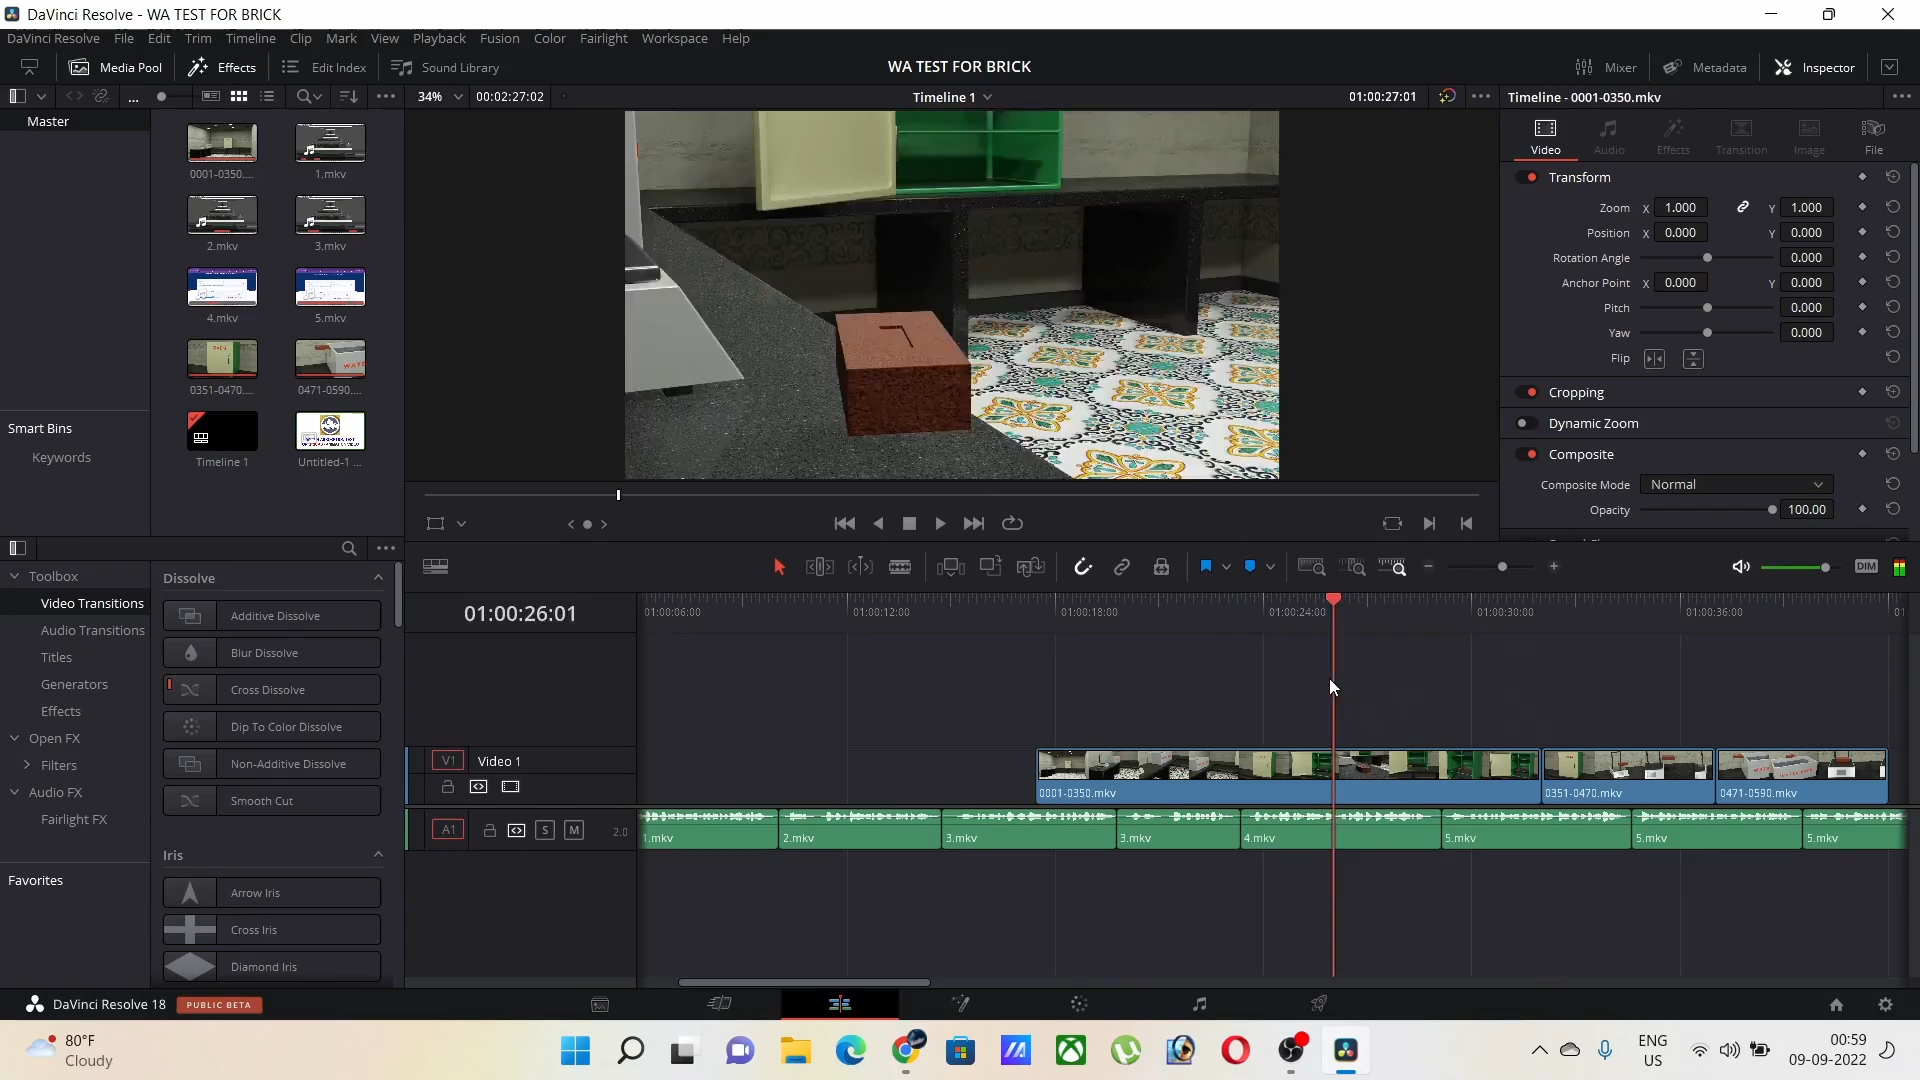 DaVinci Resolve - WA TEST FOR BRICK
DaVinci Resolve File Edit Trim Timeline Clip Mark View Playback Fusion Color Fairlight Workspace Help
Media Pool Effects Edit Index Sound Library WA TEST FOR BRICK Mixer Metadata Inspector
34% 00:02:27:02 Timeline 1 01:00:27:01 Timeline - 0001-0350.mkv
Master
Video Audio Effects Transition Image File
0001-0350.... 1.mkv
2.mkv 3.mkv
4.mkv 5.mkv
0351-0470.... 0471-0590....
Timeline 1 Untitled-1 ...
Smart Bins
Keywords
Transform
Zoom X 1.000 Y 1.000
Position X 0.000 Y 0.000
Rotation Angle 0.000
Anchor Point X 0.000 Y 0.000
Pitch 0.000
Yaw 0.000
Flip
Cropping
Dynamic Zoom
Composite
Composite Mode Normal
Opacity 100.00
Toolbox
Video Transitions
Audio Transitions
Titles
Generators
Effects
Open FX
Filters
Audio FX
Fairlight FX
Favorites
Dissolve
Additive Dissolve
Blur Dissolve
Cross Dissolve
Dip To Color Dissolve
Non-Additive Dissolve
Smooth Cut
Iris
Arrow Iris
Cross Iris
Diamond Iris
DIM
01:00:26:01
01:00:06:00 01:00:12:00 01:00:18:00 01:00:24:00 01:00:30:00 01:00:36:00 01
V1 Video 1
0001-0350.mkv 0351-0470.mkv 0471-0590.mkv
A1 S M 2.0
1.mkv 2.mkv 3.mkv 3.mkv 4.mkv 5.mkv 5.mkv 5.mkv
DaVinci Resolve 18 PUBLIC BETA
80°F
Cloudy
ENG
US
00:59
09-09-2022